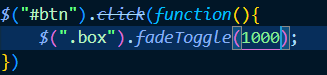 $("#btn").click(function(){
    $(".box").fadeToggle(1000);
})